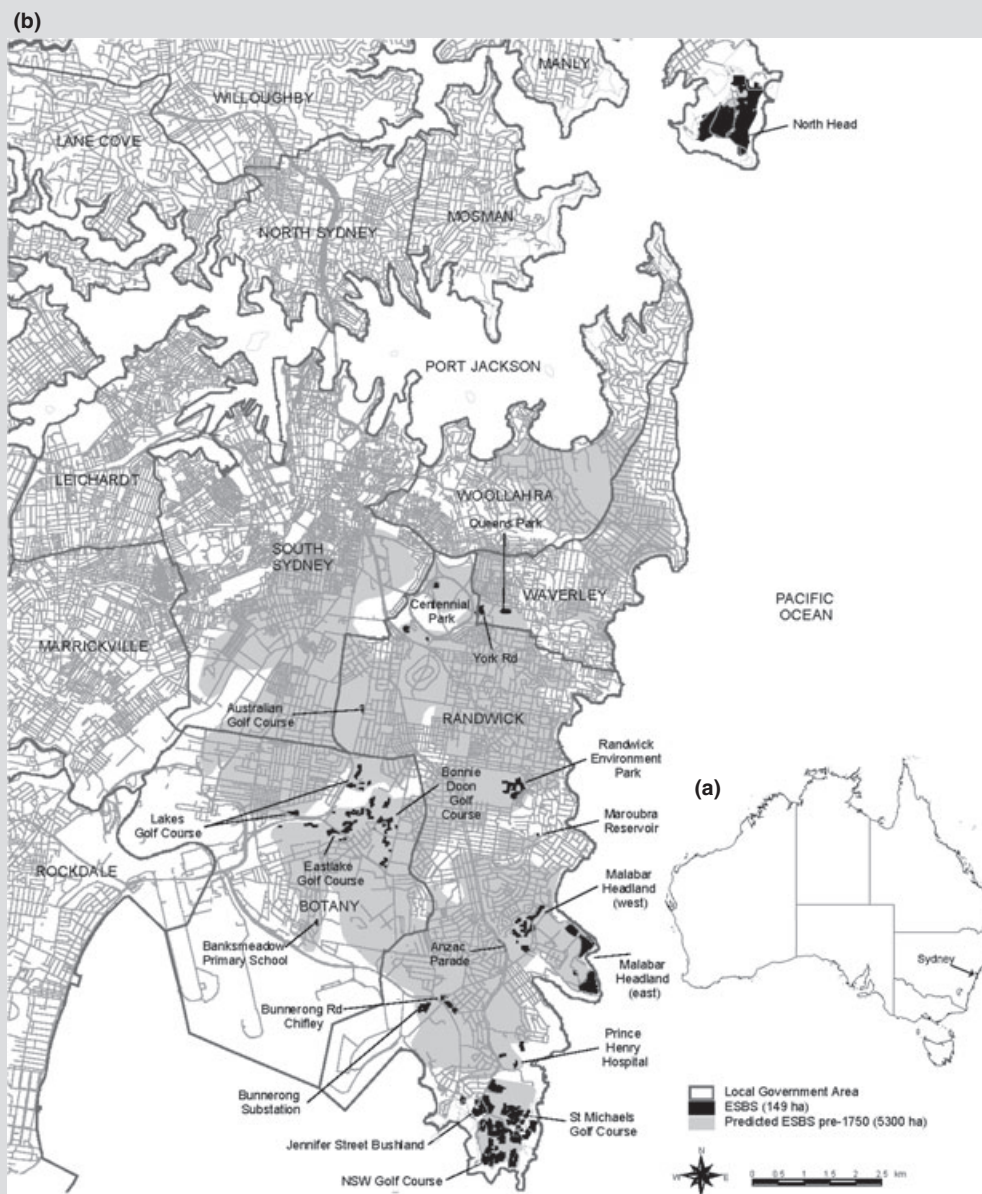 (b)
MANLY
WILLOUGHBY
North Head
LANE COVE
MOSMAN
NORTH SYDNEY
PORT JACKSON
LEICHARDT
WOOLLAHRA
Queens Park
SOUTH
SYDNEY
Centennial
Park
WAVERLEY
PACIFIC
OCEAN
MARRICKVILLE
York Rd
Australian
Golf Course
RANDWICK
Randwick
Environment
Park
Bonnie
Doon
Golf
Course
(a)
Lakes
Golf Course
Maroubra
Reservoir
Eastlake
Golf Course
ROCKDALE
Malabar
Headland
(west)
BOTANY
Banksmeadow
Primary School
Anzac
Parade
Malabar
Headland
(east)
Sydney
Bunnerong Rd
Chifley
Prince
Henry
Hospital
Bunnerong
Substation
Local Government Area
ESBS (149 ha)
Predicted ESBS pre-1750 (5300 ha)
St Michaels
Golf Course
Jennifer Street Bushland
NSW Golf Course
N
W
E
S
0 0.5 1 1.5 2 2.5 km